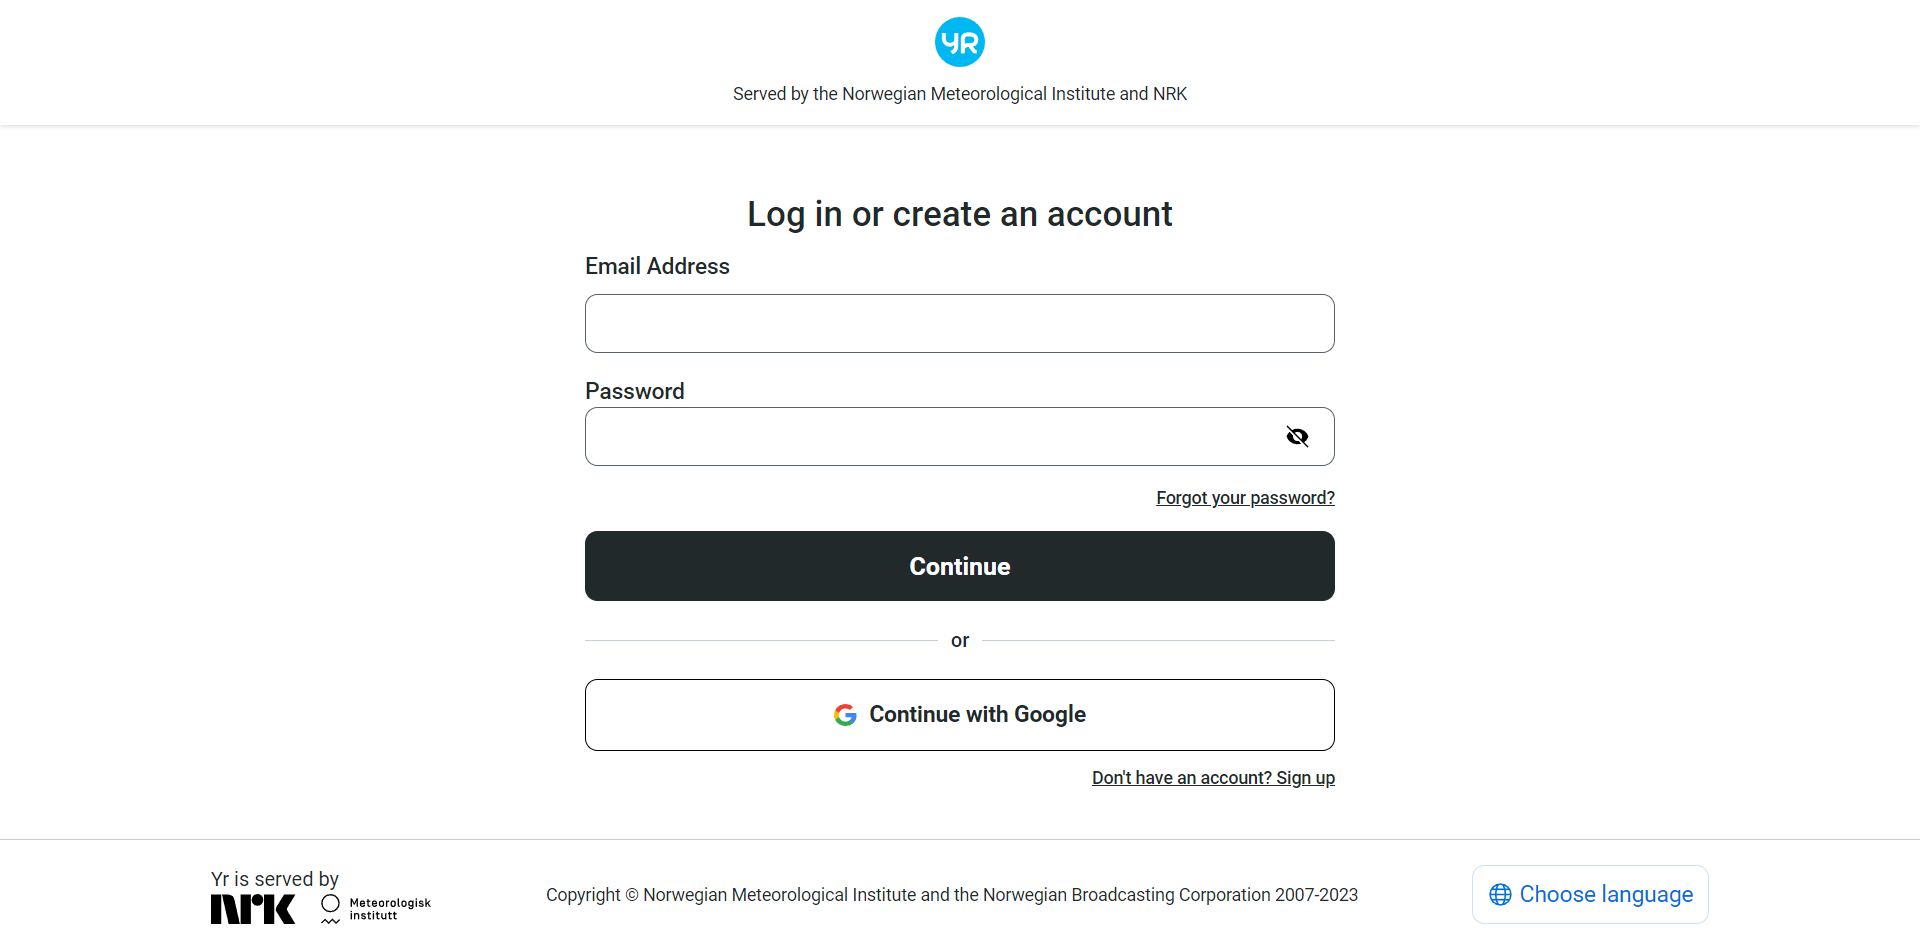 YR
Served by the Norwegian Meteorological Institute and NRK
Log in or create an account
Email Address
Password
Forgot your password?
Continue
or
Continue with Google
Don't have an account? Sign up
Yr is served by
NRK
Meteorologisk
institutt
Copyright © Norwegian Meteorological Institute and the Norwegian Broadcasting Corporation 2007-2023
Choose language